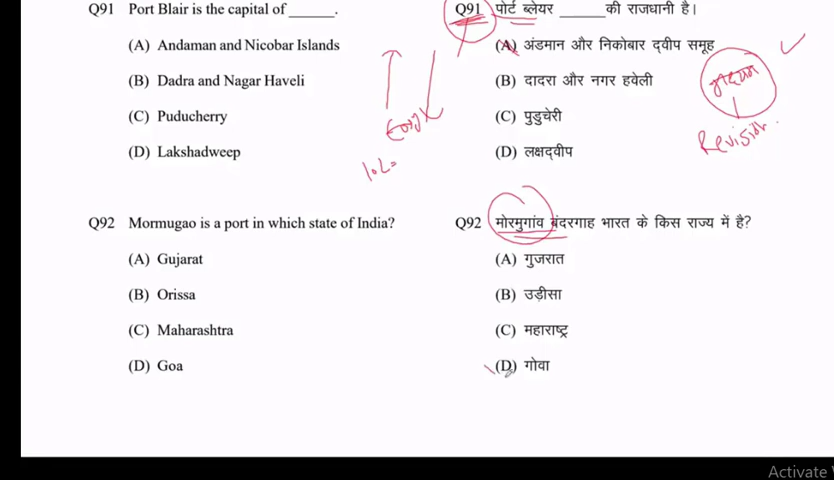 Q91 Port Blair is the capital of ______.
(A) Andaman and Nicobar Islands
(B) Dadra and Nagar Haveli
(C) Puducherry
(D) Lakshadweep
Q92 Mormugao is a port in which state of India?
(A) Gujarat
(B) Orissa
(C) Maharashtra
(D) Goa
Q91 पोर्ट ब्लेयर ______की राजधानी है।
(A) अंडमान और निकोबार द्वीप समूह
(B) दादरा और नगर हवेली
(C) पुडुचेरी
(D) लक्षद्वीप
Revision.
Q92 मोरमुगांव बंदरगाह भारत के किस राज्य में है?
(A) गुजरात
(B) उड़ीसा
(C) महाराष्ट्र
(D) गोवा
Activate